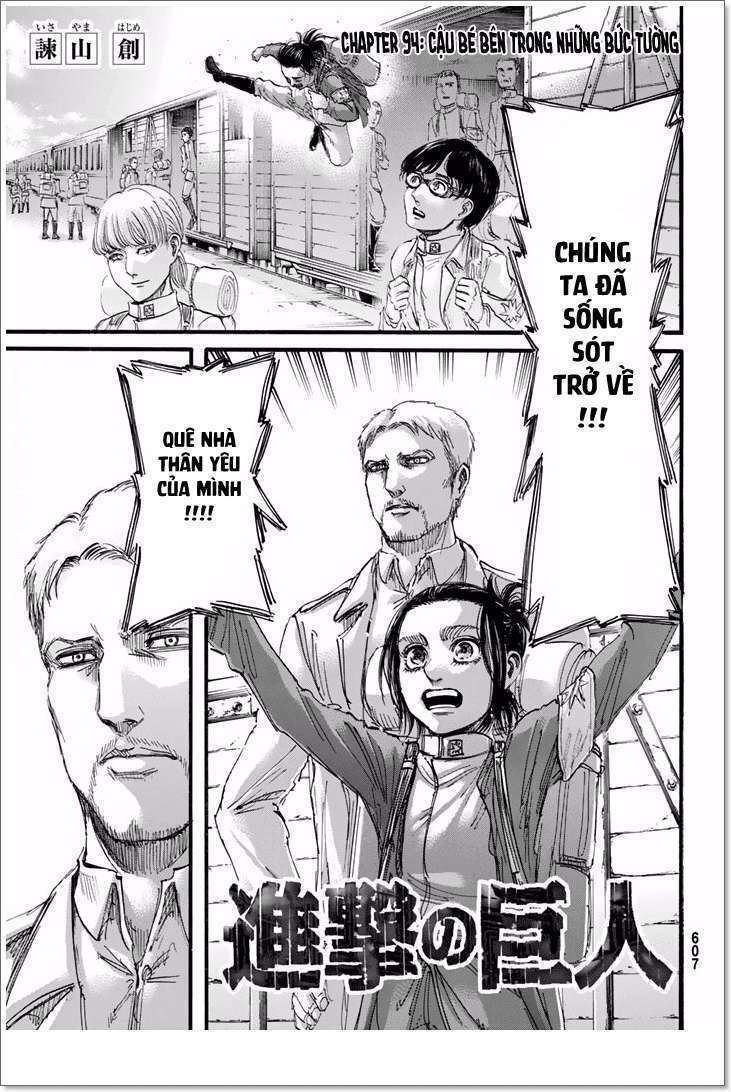 いさ やま はじめ
諫山 創
CHAPTER 94: CẬU BÉ BÊN TRONG NHỮNG BỨC TƯỜNG
CHÚNG
TA ĐÃ
SỐNG
SÓT
TRỞ VỀ
!!!
QUÊ NHÀ
THÂN YÊU
CỦA MÌNH
!!!!
進撃の巨人
607